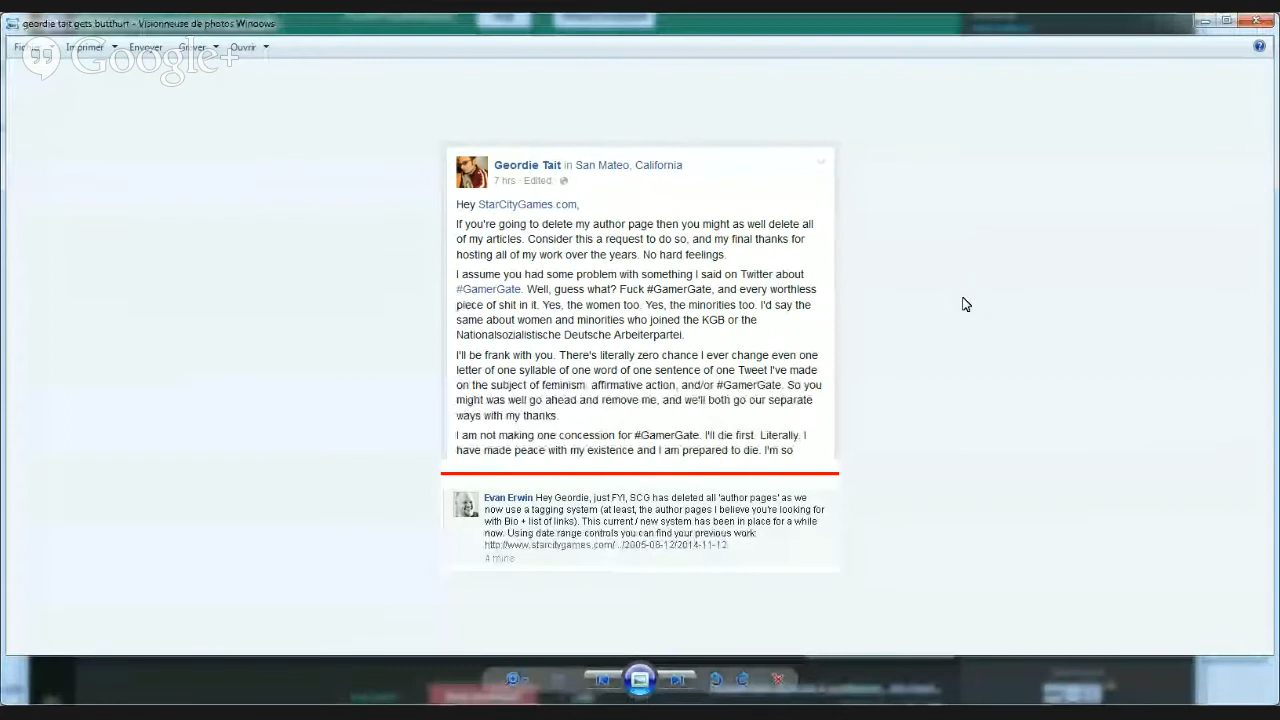 geordie tait gets butthurt - Visionneuse de photos Windows
Imprimer Envoyer Graver Ouvrir
Google+
Geordie Tait in San Mateo, California
7 hrs · Edited ·
Hey StarCityGames.com,
If you're going to delete my author page then you might as well delete all
of my articles. Consider this a request to do so, and my final thanks for
hosting all of my work over the years. No hard feelings.
I assume you had some problem with something I said on Twitter about
#GamerGate. Well, guess what? Fuck #GamerGate, and every worthless
piece of shit in it. Yes, the women too. Yes, the minorities too. I'd say the
same about women and minorities who joined the KGB or the
Nationalsozialistische Deutsche Arbeiterpartei.
I'll be frank with you. There's literally zero chance I ever change even one
letter of one syllable of one word of one sentence of one Tweet I've made
on the subject of feminism, affirmative action, and/or #GamerGate. So you
might was well go ahead and remove me, and we'll both go our separate
ways with my thanks.
I am not making one concession for #GamerGate. I'll die first. Literally. I
have made peace with my existence and I am prepared to die. I'm so
Evan Erwin Hey Geordie, just FYI, SCG has deleted all 'author pages' as we
now use a tagging system (at least, the author pages I believe you're looking for
with Bio + list of links). This current / new system has been in place for a while
now. Using date range controls you can find your previous work:
http://www.starcitygames.com/.../2005-08-12/2014-11-12
4 mins